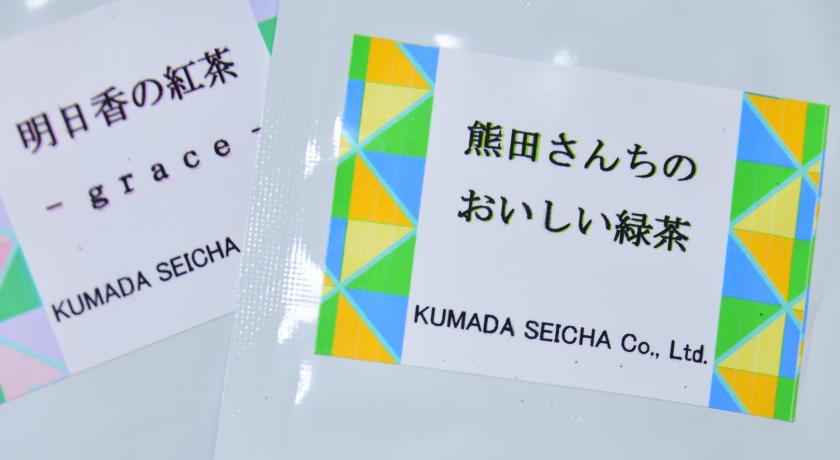 明日香の紅茶
- grace -
KUMADA SEICHA
熊田さんちの
おいしい緑茶
KUMADA SEICHA Co., Ltd.